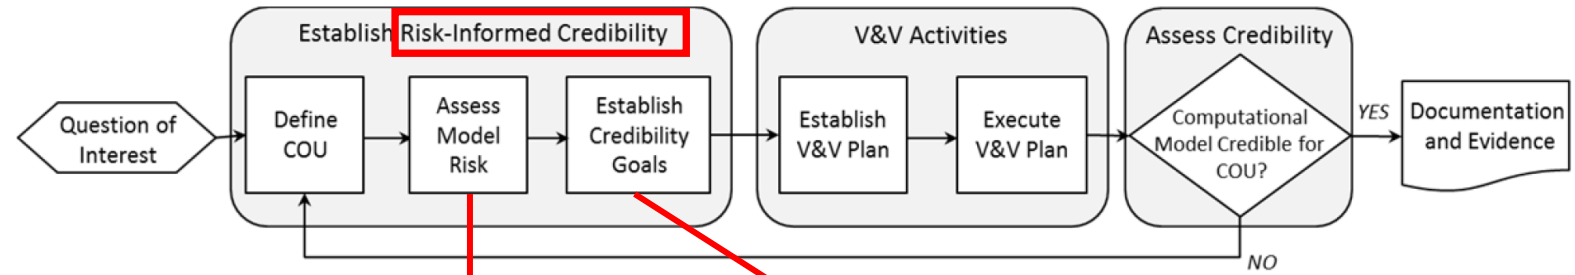 Establish Risk-Informed Credibility
V&V Activities
Assess Credibility
Question of
Interest
Define
COU
Assess
Model
Risk
Establish
Credibility
Goals
Establish
V&V Plan
Execute
V&V Plan
Computational
Model Credible for
COU?
YES
NO
Documentation
and Evidence